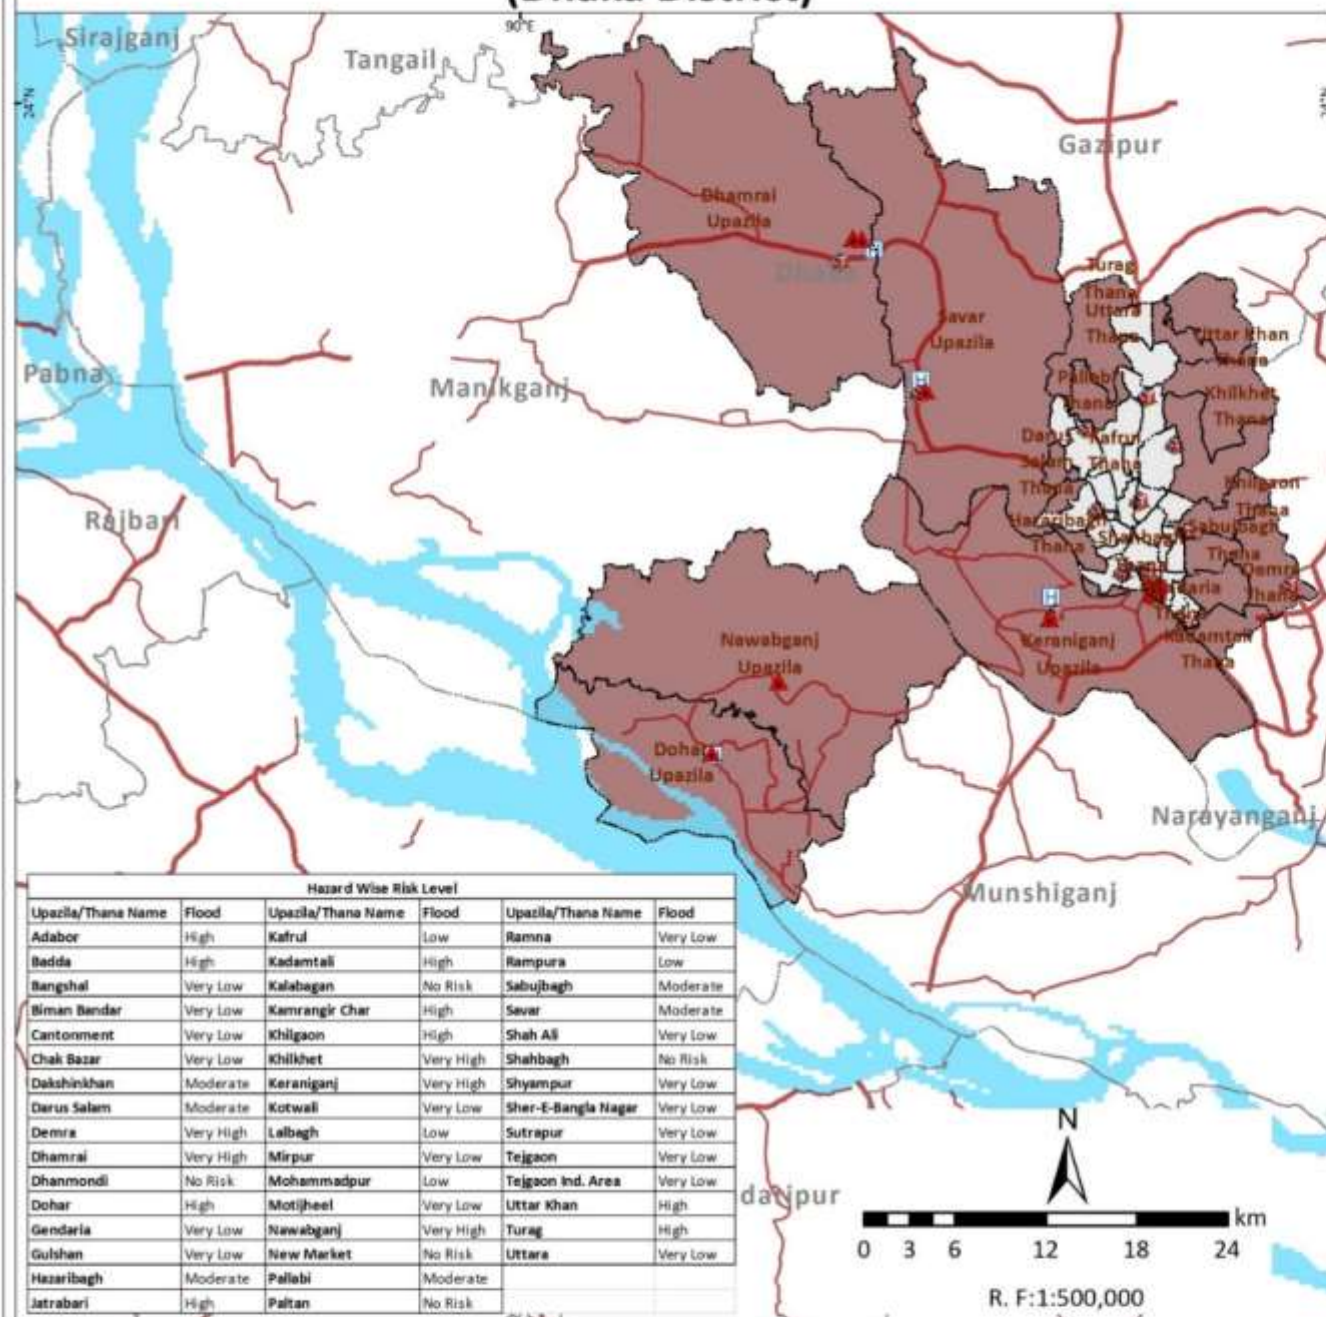 90°E
24°N
Sirajganj
Tangail
Gazipur
Dhamrai
Upazila
Turag
Thana
Uttara
Thana
Savar
Upazila
Uttar Khan
Thana
Pabna
Manikganj
Pallabi
Thana
Khilkhet
Thana
Darus
Salam
Thana
Kafrul
Thana
Khilgaon
Thana
Rajbari
Hazaribagh
Thana
Shahbagh
Sabujbagh
Thana
Demra
Thana
Nawabganj
Upazila
Keraniganj
Upazila
Kadamtali
Thana
Dohar
Upazila
Narayanganj
Munshiganj
Hazard Wise Risk Level
Upazila/Thana Name Flood Upazila/Thana Name Flood Upazila/Thana Name Flood
Adabor High Kafrul Low Ramna Very Low
Badda High Kadamtali High Rampura Low
Bangshal Very Low Kalabagan No Risk Sabujbagh Moderate
Biman Bandar Very Low Kamrangir Char High Savar Moderate
Cantonment Very Low Khilgaon High Shah Ali Very Low
Chak Bazar Very Low Khilkhet Very High Shahbagh No Risk
Dakshinkhan Moderate Keraniganj Very High Shyampur Very Low
Darus Salam Moderate Kotwali Very Low Sher-E-Bangla Nagar Very Low
Demra Very High Lalbagh Low Sutrapur Very Low
Dhamrai Very High Mirpur Very Low Tejgaon Very Low
Dhanmondi No Risk Mohammadpur Low Tejgaon Ind. Area Very Low
Dohar High Motijheel Very Low Uttar Khan High
Gendaria Very Low Nawabganj Very High Turag High
Gulshan Very Low New Market No Risk Uttara Very Low
Hazaribagh Moderate Pallabi Moderate
Jatrabari High Paltan No Risk
daripur
N
km
0 3 6 12 18 24
R. F:1:500,000